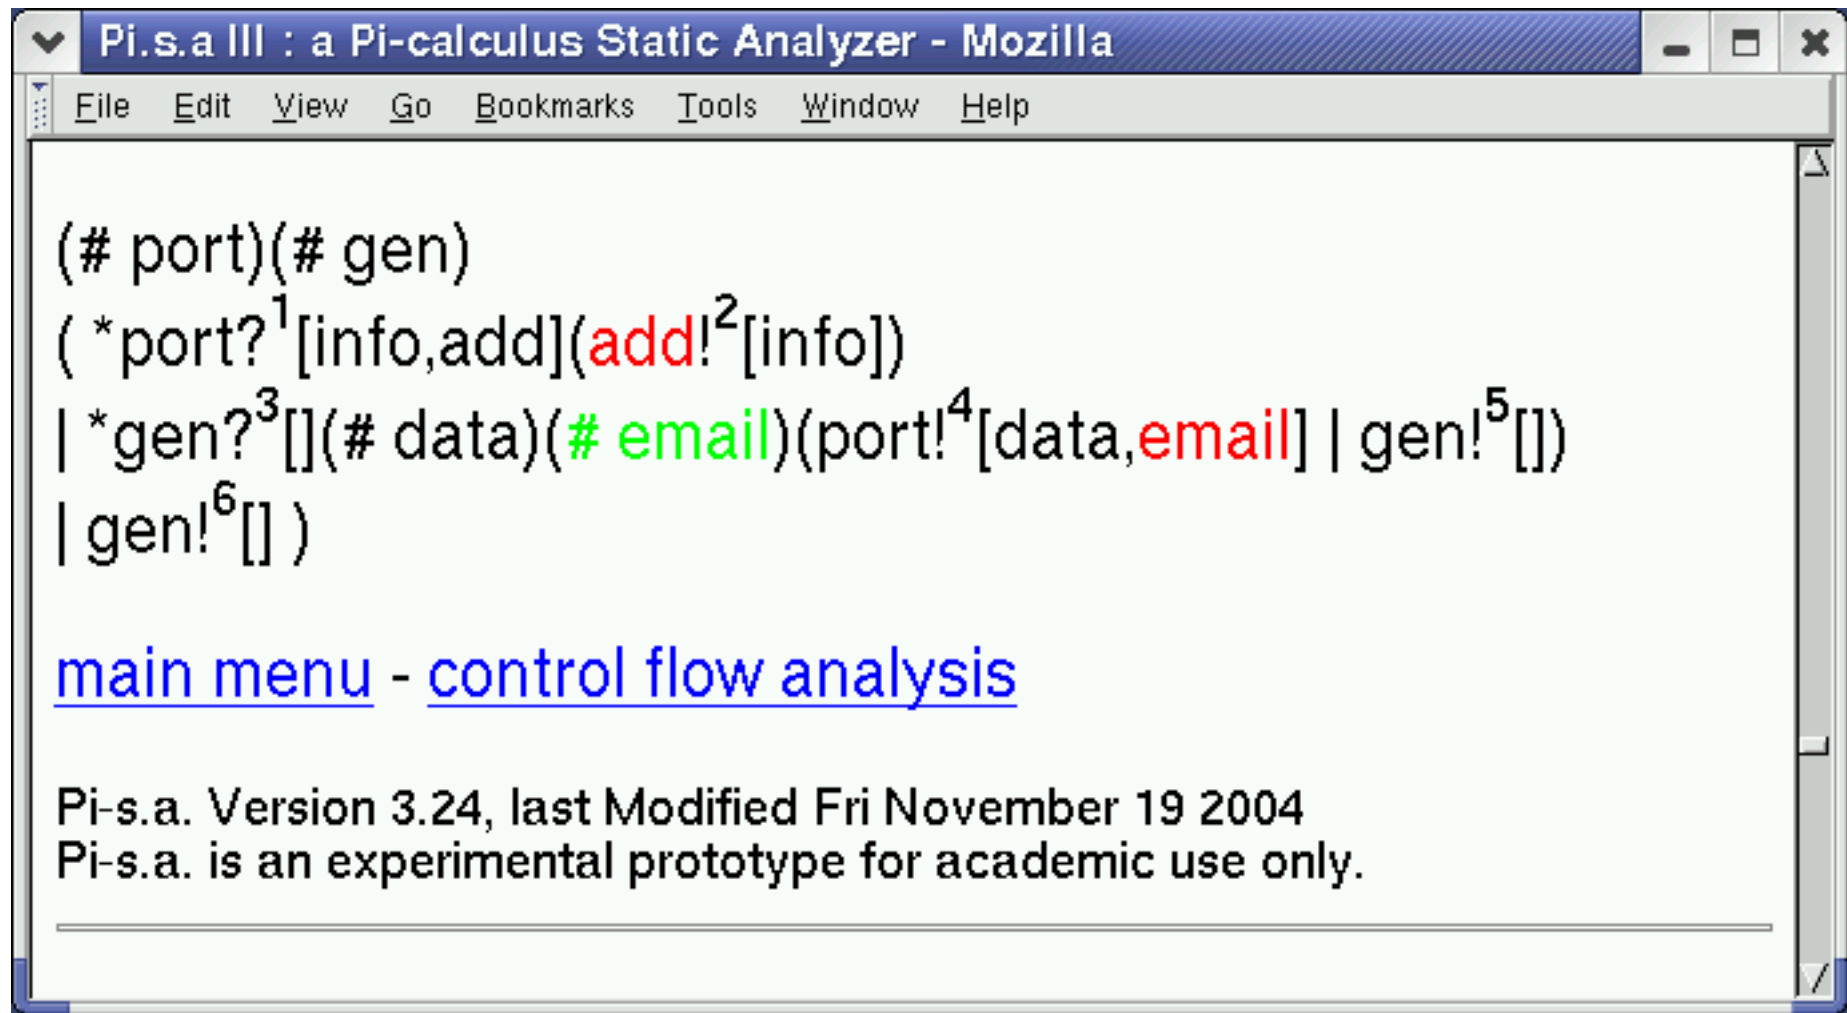 Pi.s.a III : a Pi-calculus Static Analyzer - Mozilla
File Edit View Go Bookmarks Tools Window Help
(# port)(# gen)
( *port?¹[info,add](add!²[info])
| *gen?³[](# data)(# email)(port!⁴[data,email] | gen!⁵[])
| gen!⁶[] )
main menu - control flow analysis
Pi-s.a. Version 3.24, last Modified Fri November 19 2004
Pi-s.a. is an experimental prototype for academic use only.